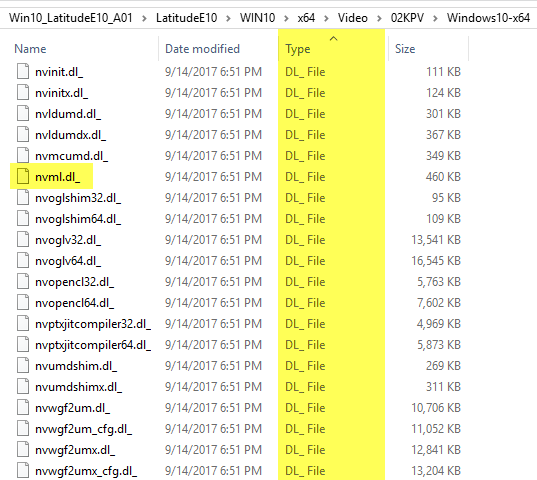 Win10_LatitudeE10_A01 > LatitudeE10 > WIN10 > x64 > Video > 02KPV > Windows10-x64
Name Date modified Type Size
nvinit.dl_ 9/14/2017 6:51 PM DL_ File 111 KB
nvinitx.dl_ 9/14/2017 6:51 PM DL_ File 124 KB
nvldumd.dl_ 9/14/2017 6:51 PM DL_ File 301 KB
nvldumdx.dl_ 9/14/2017 6:51 PM DL_ File 367 KB
nvmcumd.dl_ 9/14/2017 6:51 PM DL_ File 349 KB
nvml.dl_ 9/14/2017 6:51 PM DL_ File 460 KB
nvoglshim32.dl_ 9/14/2017 6:51 PM DL_ File 95 KB
nvoglshim64.dl_ 9/14/2017 6:51 PM DL_ File 109 KB
nvoglv32.dl_ 9/14/2017 6:51 PM DL_ File 13,541 KB
nvoglv64.dl_ 9/14/2017 6:51 PM DL_ File 16,545 KB
nvopencl32.dl_ 9/14/2017 6:51 PM DL_ File 5,763 KB
nvopencl64.dl_ 9/14/2017 6:51 PM DL_ File 7,602 KB
nvptxjitcompiler32.dl_ 9/14/2017 6:51 PM DL_ File 4,969 KB
nvptxjitcompiler64.dl_ 9/14/2017 6:51 PM DL_ File 5,873 KB
nvumdshim.dl_ 9/14/2017 6:51 PM DL_ File 269 KB
nvumdshimx.dl_ 9/14/2017 6:51 PM DL_ File 311 KB
nvwgf2um.dl_ 9/14/2017 6:51 PM DL_ File 10,706 KB
nvwgf2um_cfg.dl_ 9/14/2017 6:51 PM DL_ File 11,052 KB
nvwgf2umx.dl_ 9/14/2017 6:51 PM DL_ File 12,841 KB
nvwgf2umx_cfg.dl_ 9/14/2017 6:51 PM DL_ File 13,204 KB